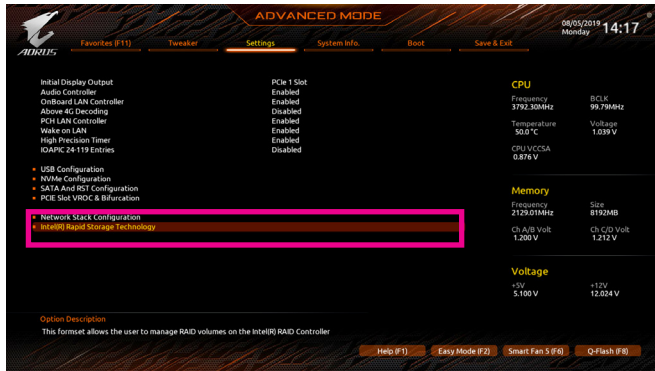 ADVANCED MODE
08/05/2019 Monday 14:17
AORUS
Favorites (F11) Tweaker Settings System Info. Boot Save & Exit
Initial Display Output PCIe 1 Slot
Audio Controller Enabled
OnBoard LAN Controller Enabled
Above 4G Decoding Disabled
PCH LAN Controller Enabled
Wake on LAN Enabled
High Precision Timer Enabled
IOAPIC 24-119 Entries Disabled
USB Configuration
NVMe Configuration
SATA And RST Configuration
PCIE Slot VROC & Bifurcation
Network Stack Configuration
Intel(R) Rapid Storage Technology
CPU
Frequency BCLK
3792.30MHz 99.79MHz
Temperature Voltage
50.0 °C 1.039 V
CPU VCCSA
0.876 V
Memory
Frequency Size
2129.01MHz 8192MB
Ch A/B Volt Ch C/D Volt
1.200 V 1.212 V
Voltage
+5V +12V
5.100 V 12.024 V
Option Description
This formset allows the user to manage RAID volumes on the Intel(R) RAID Controller
Help (F1) Easy Mode (F2) Smart Fan 5 (F6) Q-Flash (F8)